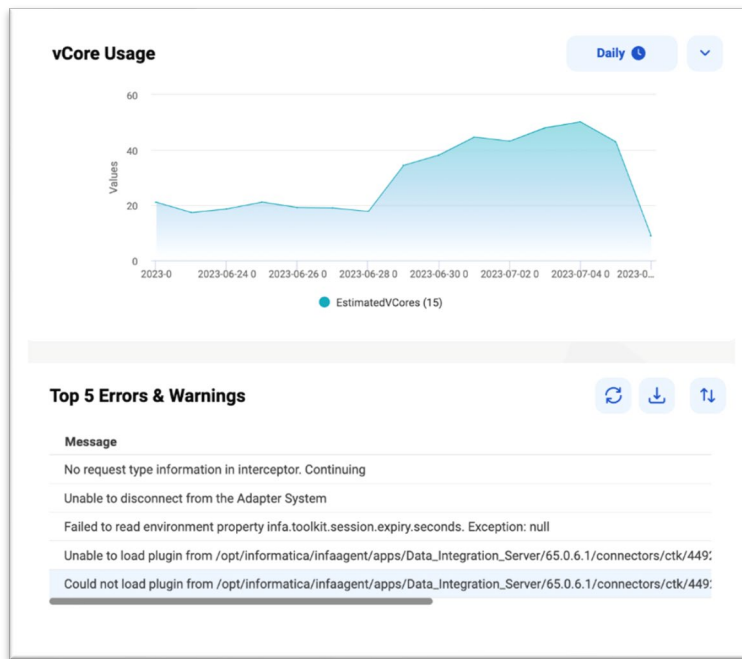 vCore Usage
Daily
60
40
20
0
Values
2023-0 2023-06-24 0 2023-06-26 0 2023-06-28 0 2023-06-30 0 2023-07-02 0 2023-07-04 0 2023-0...
EstimatedVCores (15)
Top 5 Errors & Warnings
Message
No request type information in interceptor. Continuing
Unable to disconnect from the Adapter System
Failed to read environment property infa.toolkit.session.expiry.seconds. Exception: null
Unable to load plugin from /opt/informatica/infaagent/apps/Data_Integration_Server/65.0.6.1/connectors/ctk/4492
Could not load plugin from /opt/informatica/infaagent/apps/Data_Integration_Server/65.0.6.1/connectors/ctk/449